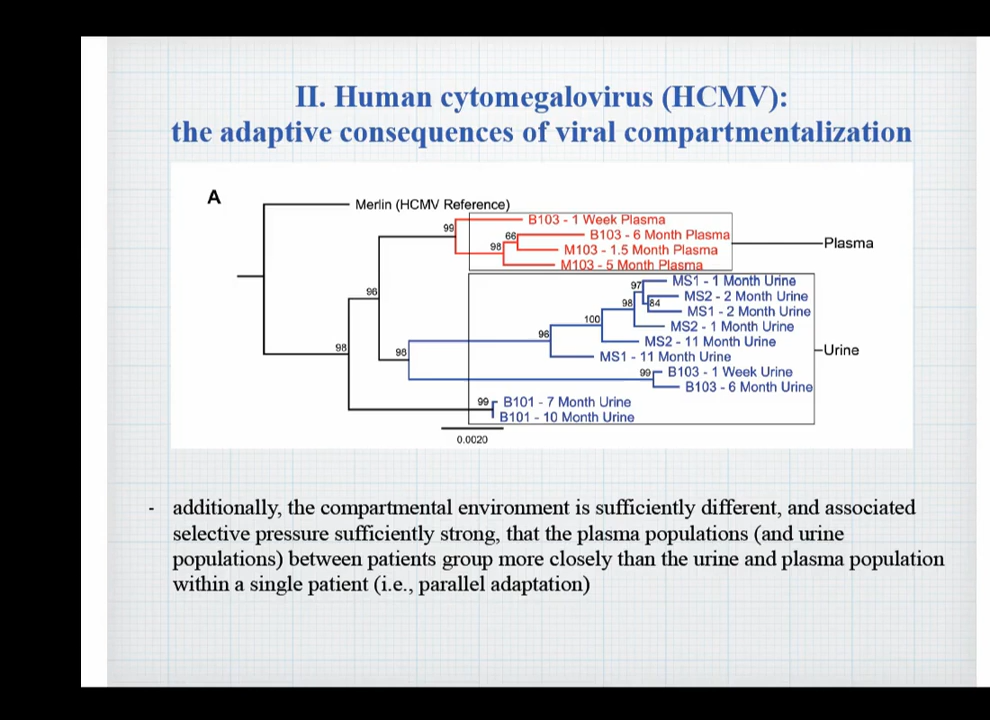 II. Human cytomegalovirus (HCMV):
the adaptive consequences of viral compartmentalization
A
Merlin (HCMV Reference)
B103 - 1 Week Plasma
99
66
B103 - 6 Month Plasma
98
M103 - 1.5 Month Plasma
Plasma
M103 - 5 Month Plasma
MS1 - 1 Month Urine
97
96
MS2 - 2 Month Urine
98
84
MS1 - 2 Month Urine
100
MS2 - 1 Month Urine
96
MS2 - 11 Month Urine
98
98
MS1 - 11 Month Urine
Urine
99
B103 - 1 Week Urine
B103 - 6 Month Urine
99
B101 - 7 Month Urine
B101 - 10 Month Urine
0.0020
- additionally, the compartmental environment is sufficiently different, and associated
selective pressure sufficiently strong, that the plasma populations (and urine
populations) between patients group more closely than the urine and plasma population
within a single patient (i.e., parallel adaptation)